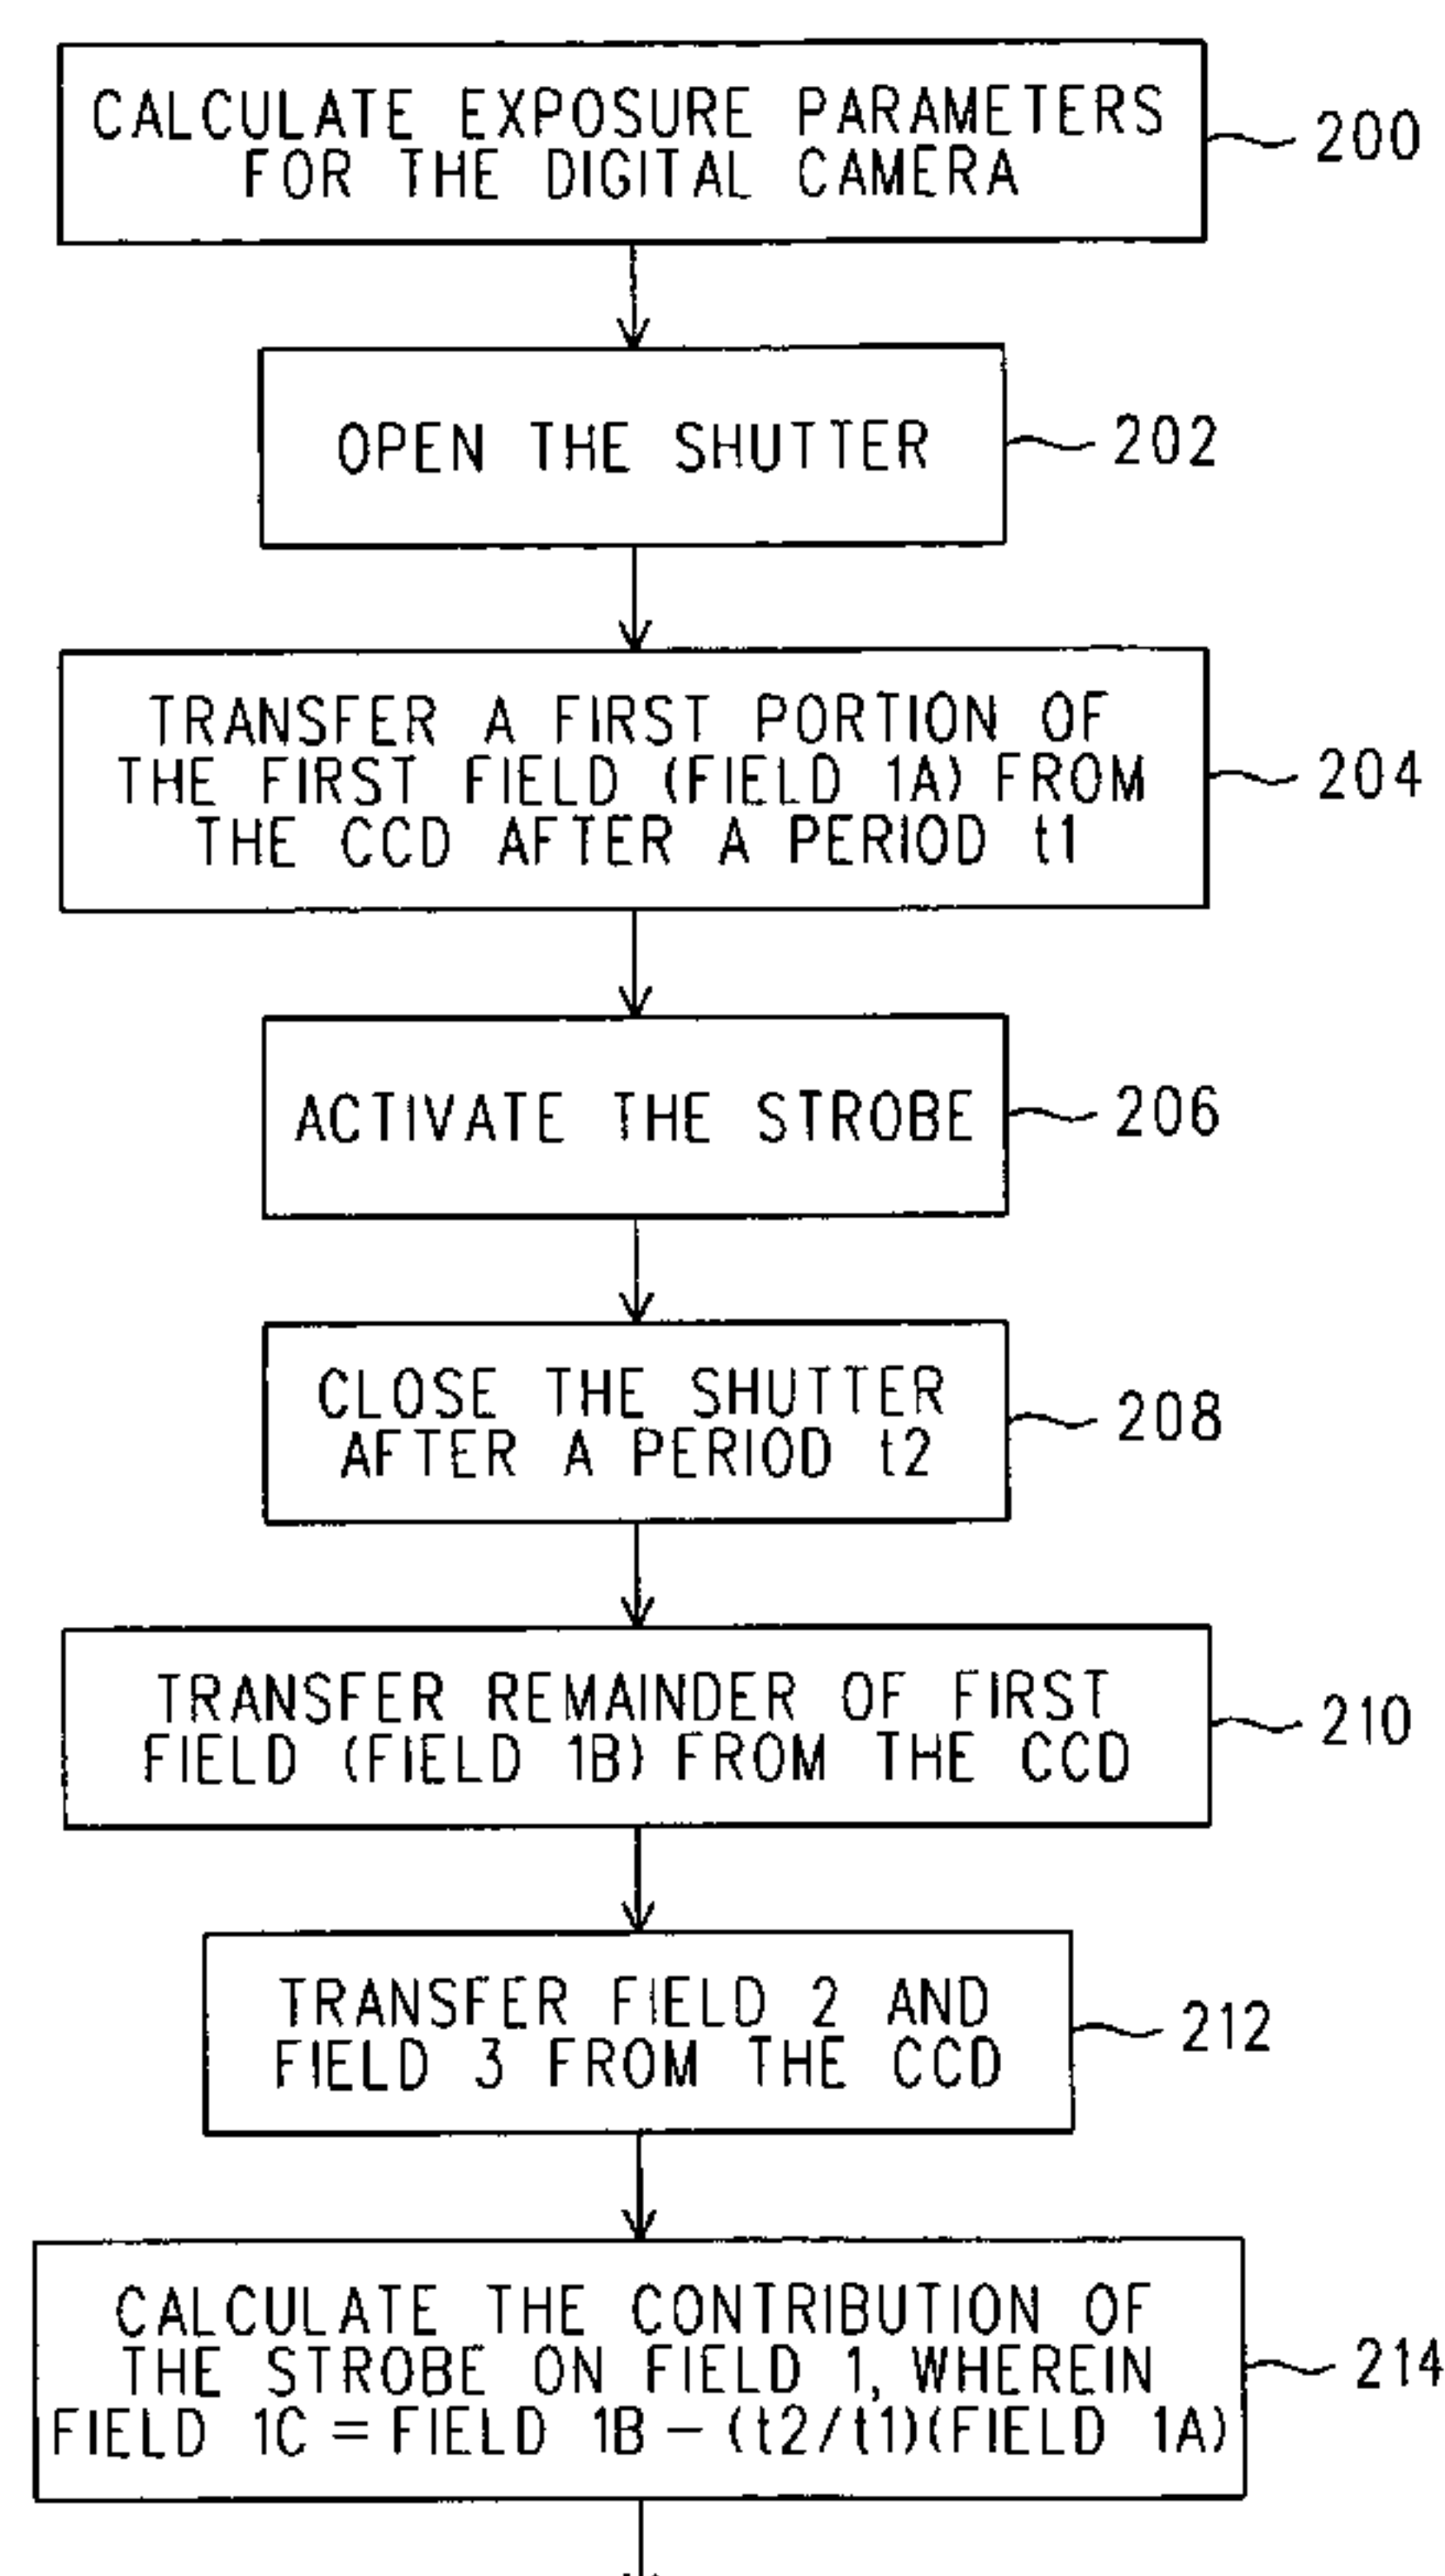 CALCULATE EXPOSURE PARAMETERS
FOR THE DIGITAL CAMERA
200
OPEN THE SHUTTER
202
TRANSFER A FIRST PORTION OF
THE FIRST FIELD (FIELD 1A) FROM
THE CCD AFTER A PERIOD t1
204
ACTIVATE THE STROBE
206
CLOSE THE SHUTTER
AFTER A PERIOD t2
208
TRANSFER REMAINDER OF FIRST
FIELD (FIELD 1B) FROM THE CCD
210
TRANSFER FIELD 2 AND
FIELD 3 FROM THE CCD
212
CALCULATE THE CONTRIBUTION OF
THE STROBE ON FIELD 1, WHEREIN
FIELD 1C = FIELD 1B – (t2/t1)(FIELD 1A)
214